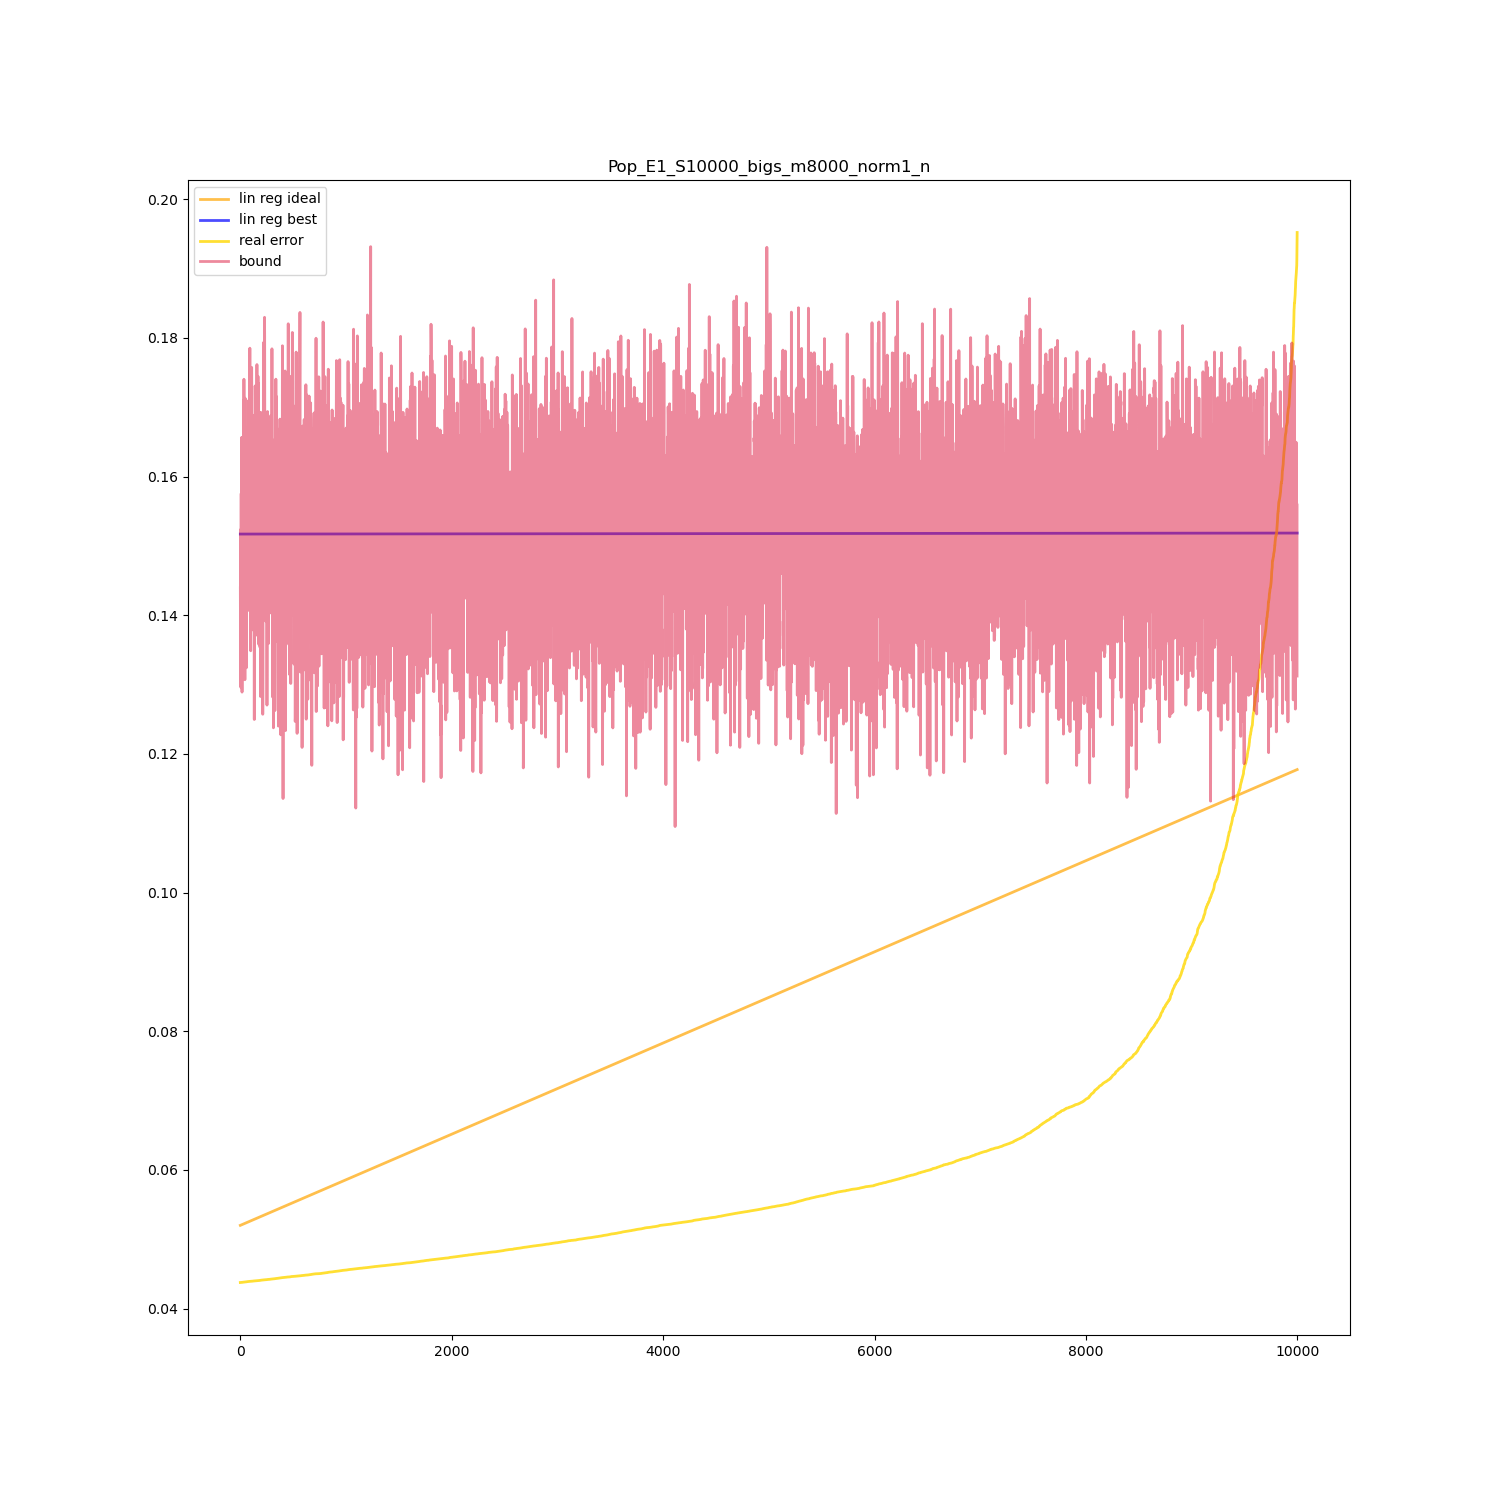 Pop_E1_S10000_bigs_m8000_norm1_n
lin reg ideal
lin reg best
real error
bound
0.20
0.18
0.16
0.14
0.12
0.10
0.08
0.06
0.04
0 2000 4000 6000 8000 10000